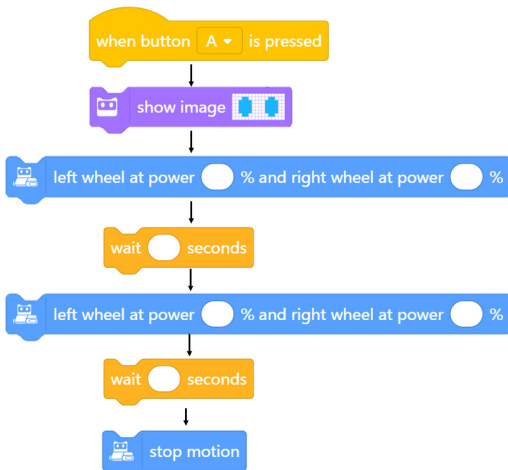 when button A is pressed
show image
left wheel at power % and right wheel at power %
wait seconds
left wheel at power % and right wheel at power %
wait seconds
stop motion